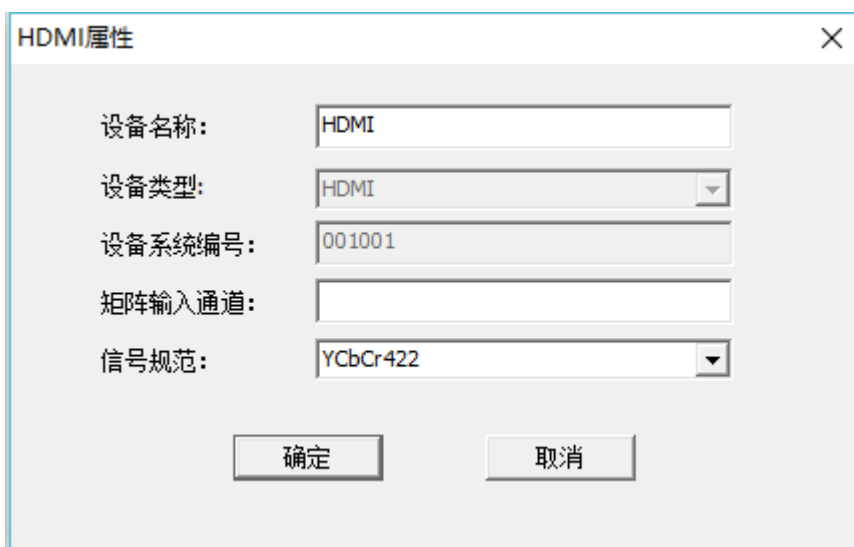 HDMI属性
设备名称： HDMI
设备类型: HDMI
设备系统编号： 001001
矩阵输入通道：
信号规范： YCbCr422
确定 取消